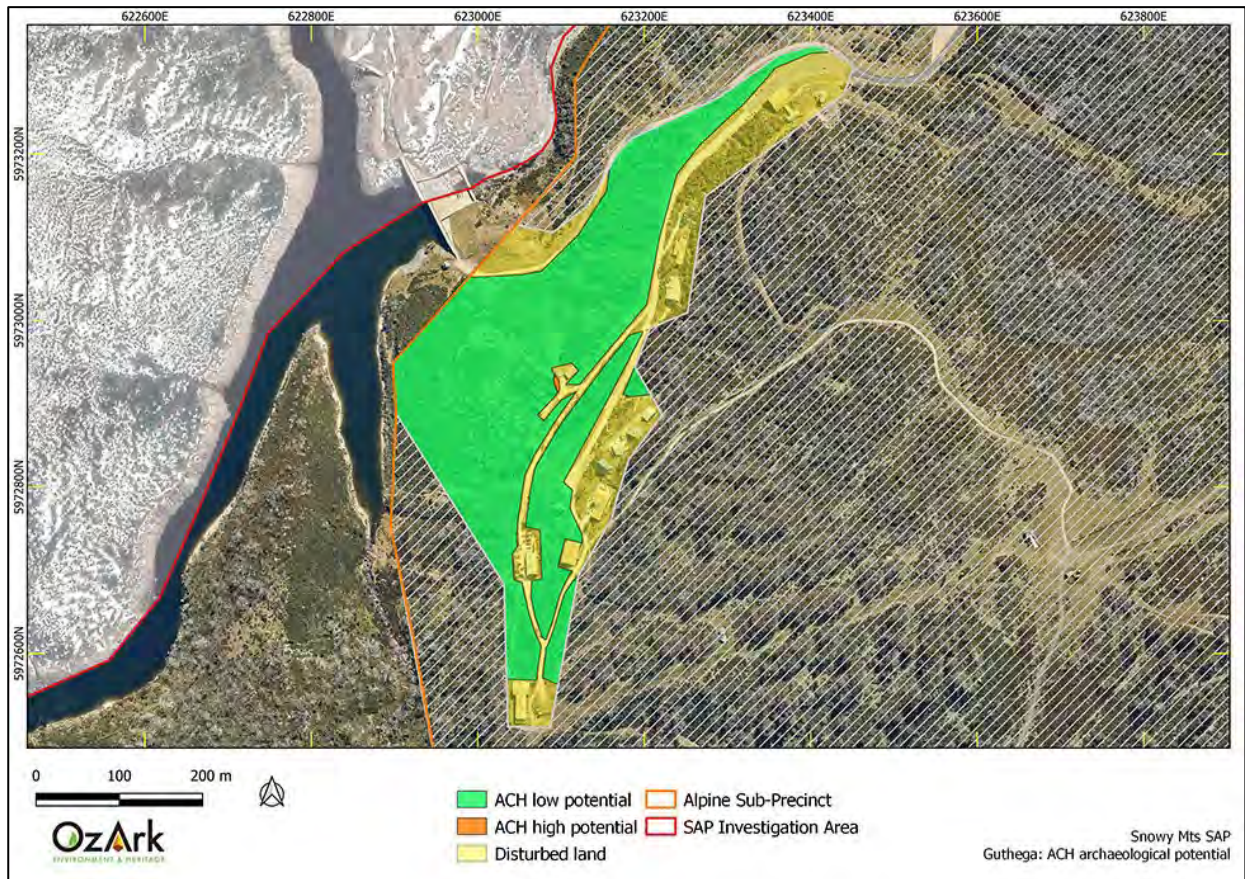 622600E 622800E 623000E 623200E 623400E 623600E 623800E
5973200N
5973000N
5972800N
5972600N
0 100 200 m
OzArk
ENVIRONMENT & HERITAGE
ACH low potential
ACH high potential
Disturbed land
Alpine Sub-Precinct
SAP Investigation Area
Snowy Mts SAP
Guthega: ACH archaeological potential